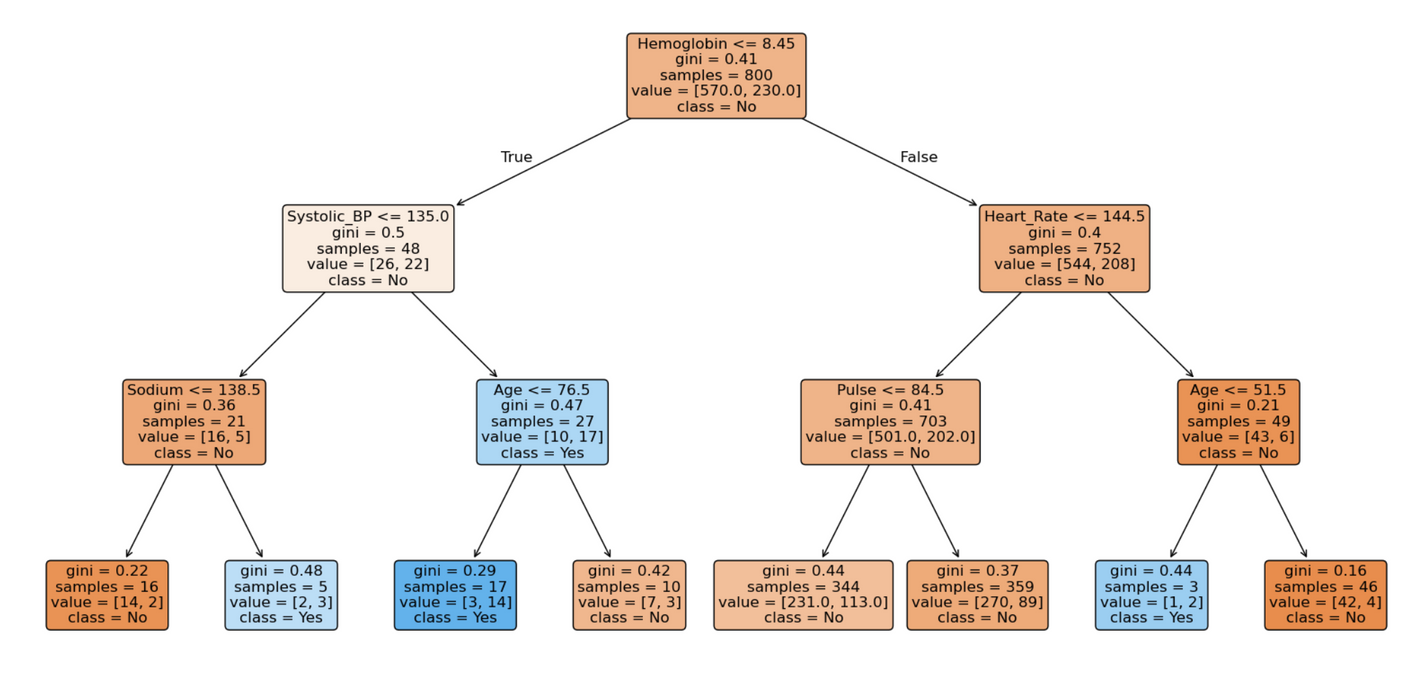 Hemoglobin <= 8.45
gini = 0.41
samples = 800
value = [570.0, 230.0]
class = No
True
False
Systolic_BP <= 135.0
gini = 0.5
samples = 48
value = [26, 22]
class = No
Heart_Rate <= 144.5
gini = 0.4
samples = 752
value = [544, 208]
class = No
Sodium <= 138.5
gini = 0.36
samples = 21
value = [16, 5]
class = No
Age <= 76.5
gini = 0.47
samples = 27
value = [10, 17]
class = Yes
Pulse <= 84.5
gini = 0.41
samples = 703
value = [501.0, 202.0]
class = No
Age <= 51.5
gini = 0.21
samples = 49
value = [43, 6]
class = No
gini = 0.22
samples = 16
value = [14, 2]
class = No
gini = 0.48
samples = 5
value = [2, 3]
class = Yes
gini = 0.29
samples = 17
value = [3, 14]
class = Yes
gini = 0.42
samples = 10
value = [7, 3]
class = No
gini = 0.44
samples = 344
value = [231.0, 113.0]
class = No
gini = 0.37
samples = 359
value = [270, 89]
class = No
gini = 0.44
samples = 3
value = [1, 2]
class = Yes
gini = 0.16
samples = 46
value = [42, 4]
class = No